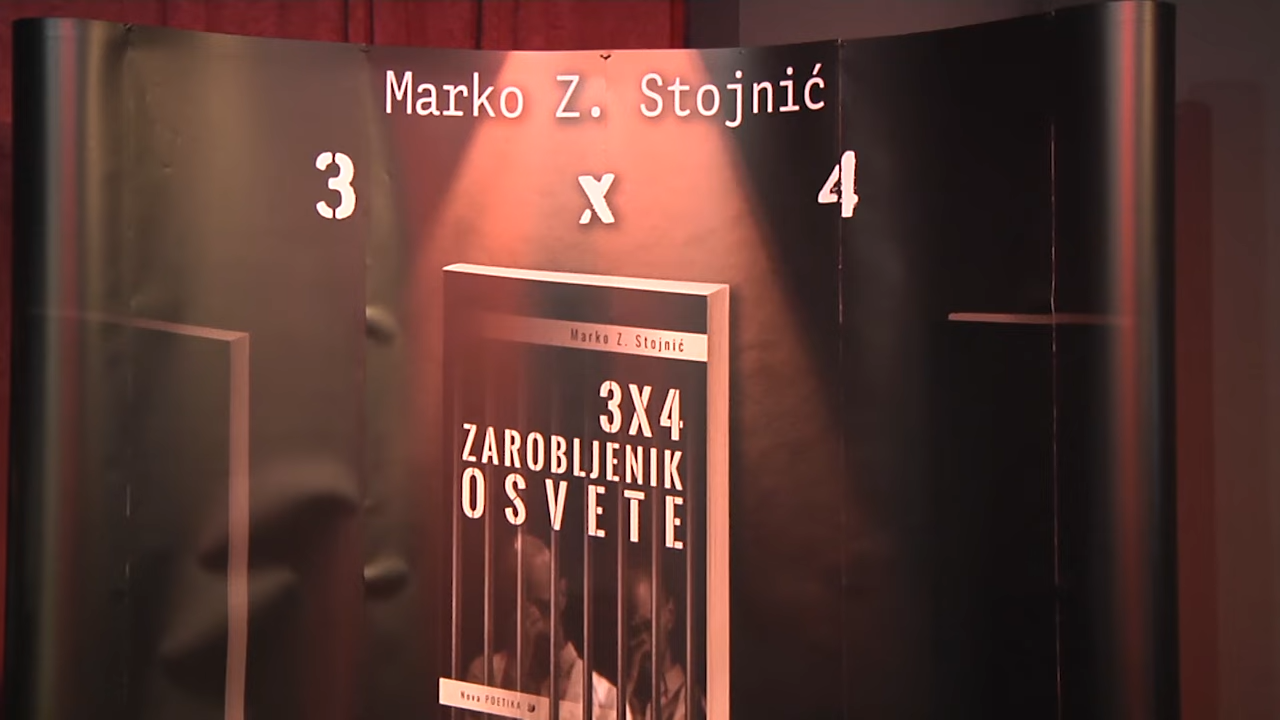 Marko Z. Stojnić
3 x 4
Marko Z. Stojnić
3X4
ZAROBLJENIK
OSVETE
Nova POETIKA